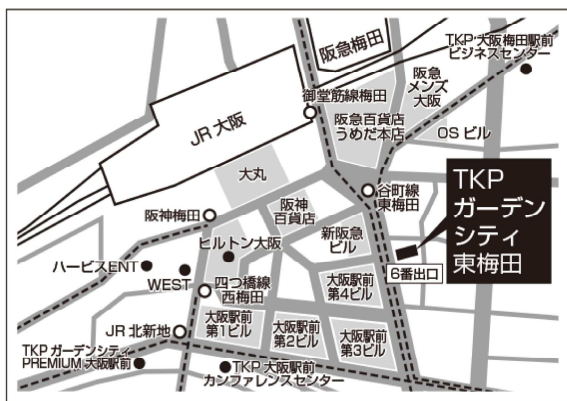 阪急梅田
TKP 大阪梅田駅前
ビジネスセンター
御堂筋線梅田
阪急
メンズ
大阪
JR 大阪
阪急百貨店
うめだ本店
OS ビル
大丸
谷町線
東梅田
TKP
ガーデン
シティ
東梅田
阪神梅田
阪神
百貨店
新阪急
ビル
ヒルトン大阪
ハービスENT
WEST
6番出口
四つ橋線
西梅田
大阪駅前
第4ビル
大阪駅前
第1ビル
大阪駅前
第2ビル
大阪駅前
第3ビル
JR 北新地
TKP ガーデンシティ
PREMIUM 大阪駅前
TKP 大阪駅前
カンファレンスセンター